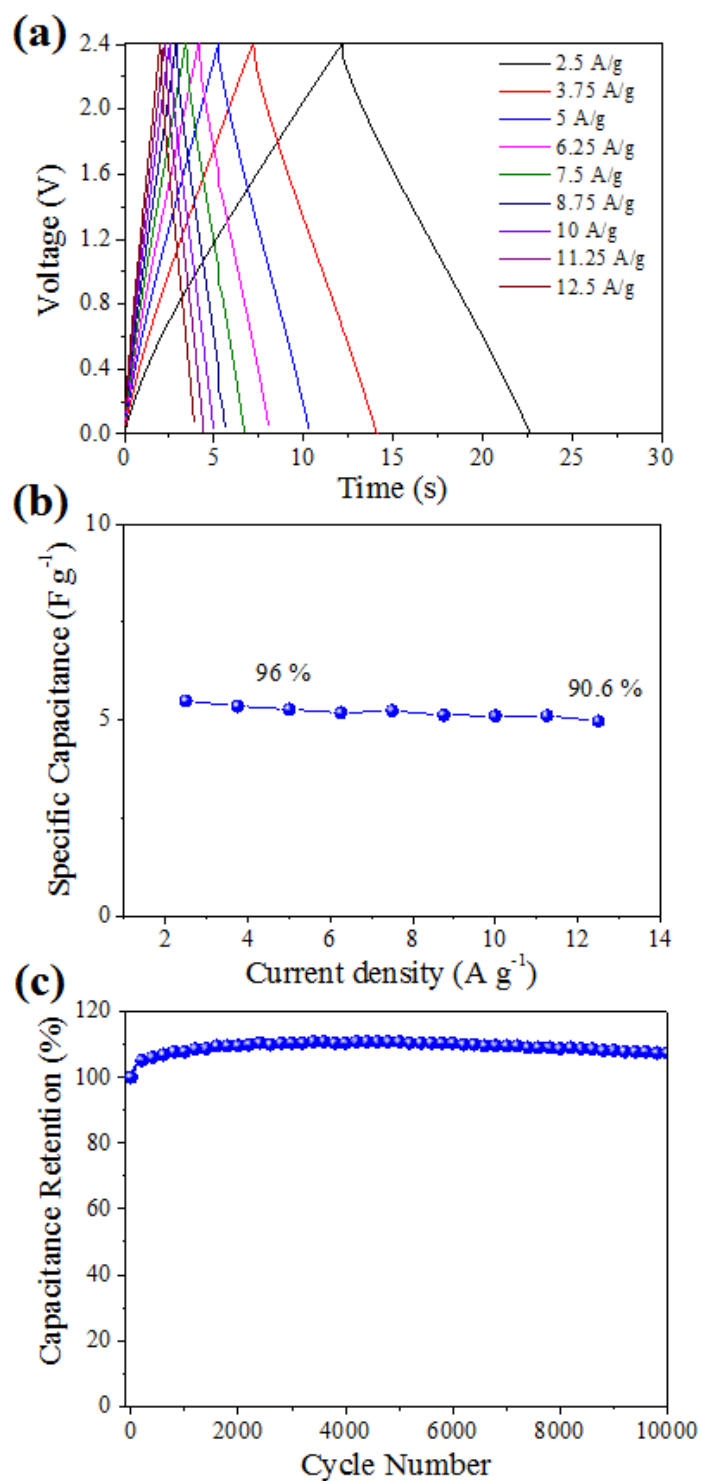 (a)
2.4
2.0
1.6
1.2
0.8
0.4
0.0
Voltage (V)
2.5 A/g
3.75 A/g
5 A/g
6.25 A/g
7.5 A/g
8.75 A/g
10 A/g
11.25 A/g
12.5 A/g
0 5 10 15 20 25 30
Time (s)
(b)
10
5
0
Specific Capacitance (F g⁻¹)
96 %
90.6 %
2 4 6 8 10 12 14
Current density (A g⁻¹)
(c)
120
100
80
60
40
20
0
Capacitance Retention (%)
0 2000 4000 6000 8000 10000
Cycle Number